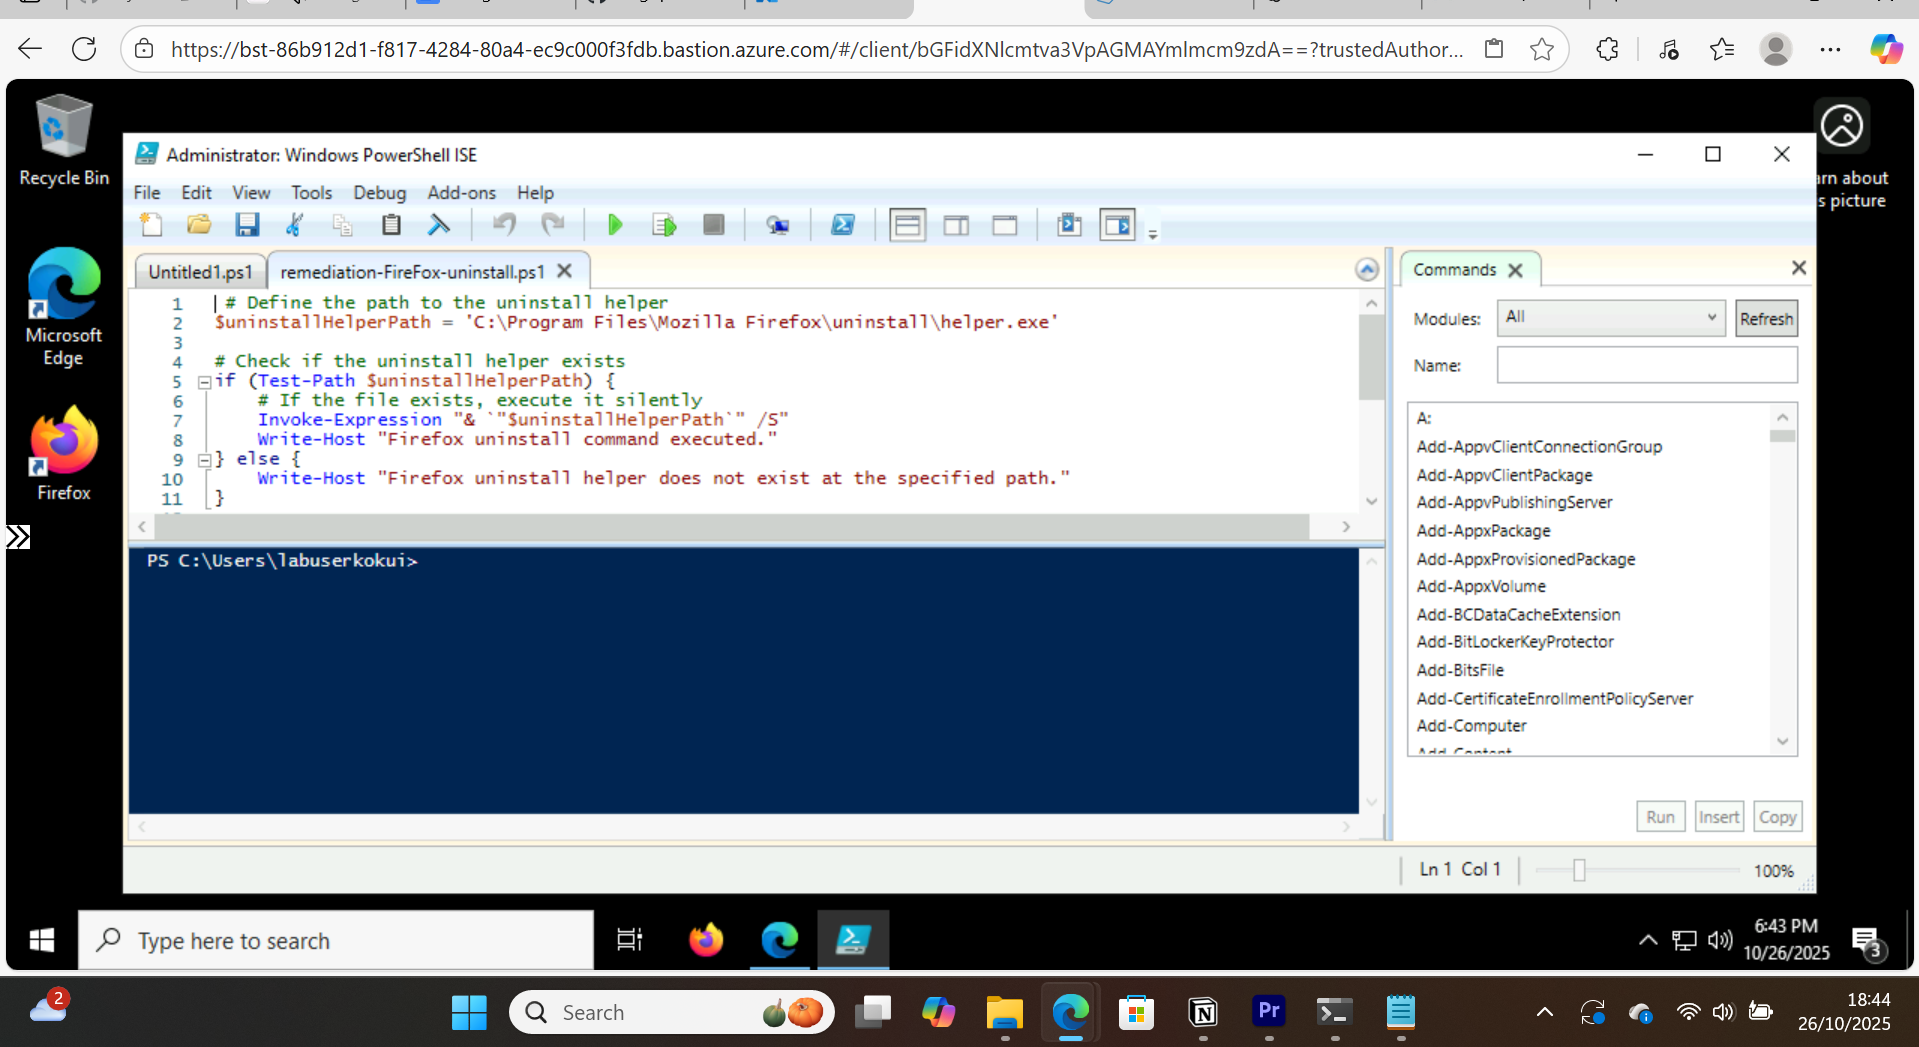 https://bst-86b912d1-f817-4284-80a4-ec9c000f3fdb.bastion.azure.com/#/client/bGFidXNlcmtva3VpAGMAYmlmcm9zdA==?trustedAuthor...
Recycle Bin
Microsoft
Edge
Firefox
arn about
s picture
Administrator: Windows PowerShell ISE
File Edit View Tools Debug Add-ons Help
Untitled1.ps1 remediation-FireFox-uninstall.ps1
1 # Define the path to the uninstall helper
2 $uninstallHelperPath = 'C:\Program Files\Mozilla Firefox\uninstall\helper.exe'
3
4 # Check if the uninstall helper exists
5 if (Test-Path $uninstallHelperPath) {
6 # If the file exists, execute it silently
7 Invoke-Expression "& `"$uninstallHelperPath`" /S"
8 Write-Host "Firefox uninstall command executed."
9 } else {
10 Write-Host "Firefox uninstall helper does not exist at the specified path."
11 }
PS C:\Users\labuserkokui>
Commands
Modules: All Refresh
Name:
A:
Add-AppvClientConnectionGroup
Add-AppvClientPackage
Add-AppvPublishingServer
Add-AppxPackage
Add-AppxProvisionedPackage
Add-AppxVolume
Add-BCDataCacheExtension
Add-BitLockerKeyProtector
Add-BitsFile
Add-CertificateEnrollmentPolicyServer
Add-Computer
Add-Content
Run Insert Copy
Ln 1 Col 1 100%
Type here to search
6:43 PM
10/26/2025
3
2
Search
Pr
18:44
26/10/2025